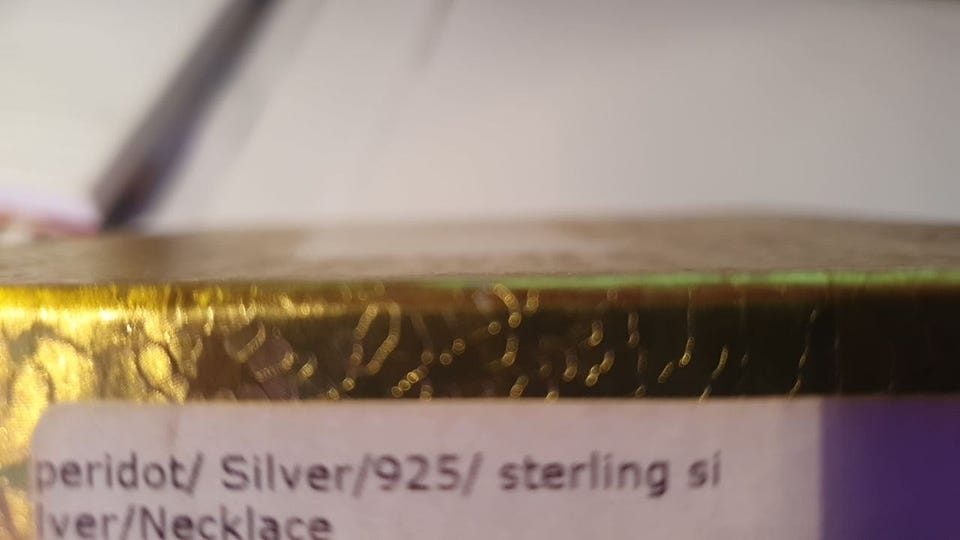 peridot/ Silver/925/ sterling si
lver/Necklace